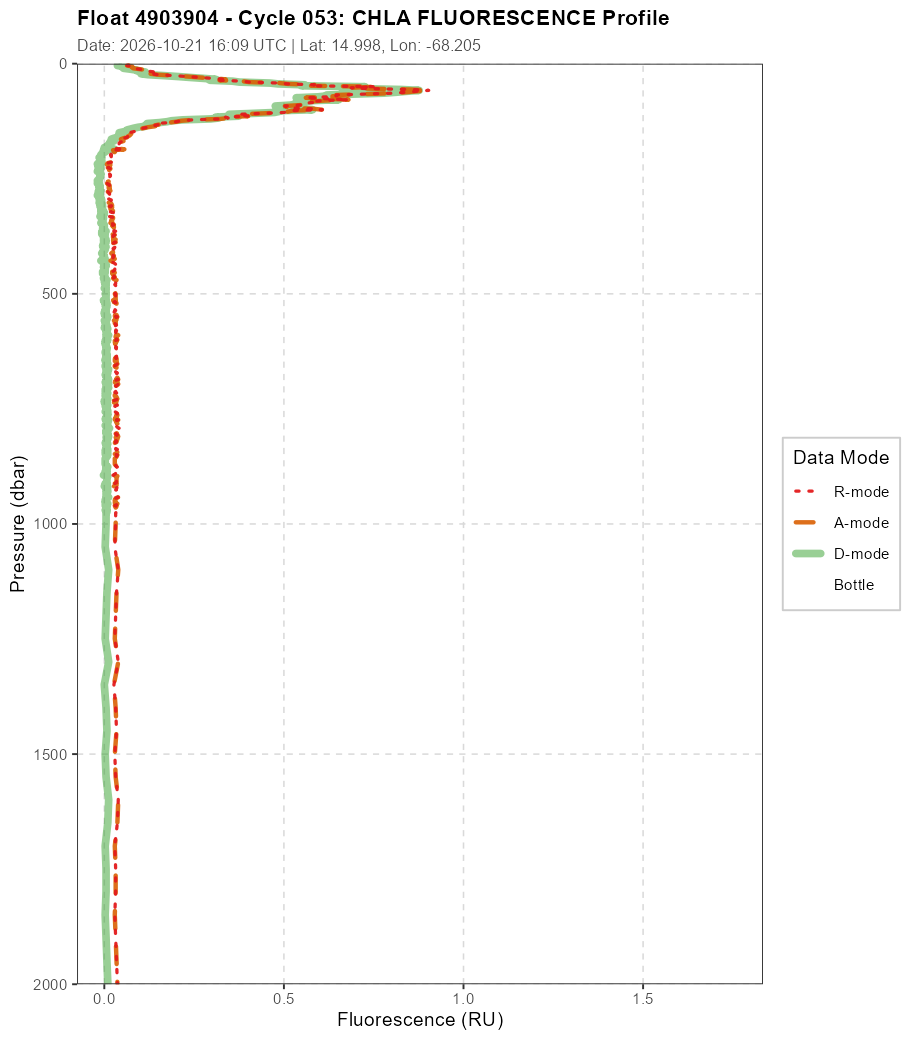 Float 4903904 - Cycle 053: CHLA FLUORESCENCE Profile
Date: 2026-10-21 16:09 UTC | Lat: 14.998, Lon: -68.205
0
500
1000
1500
2000
Pressure (dbar)
0.0
0.5
1.0
1.5
Fluorescence (RU)
Data Mode
R-mode
A-mode
D-mode
Bottle